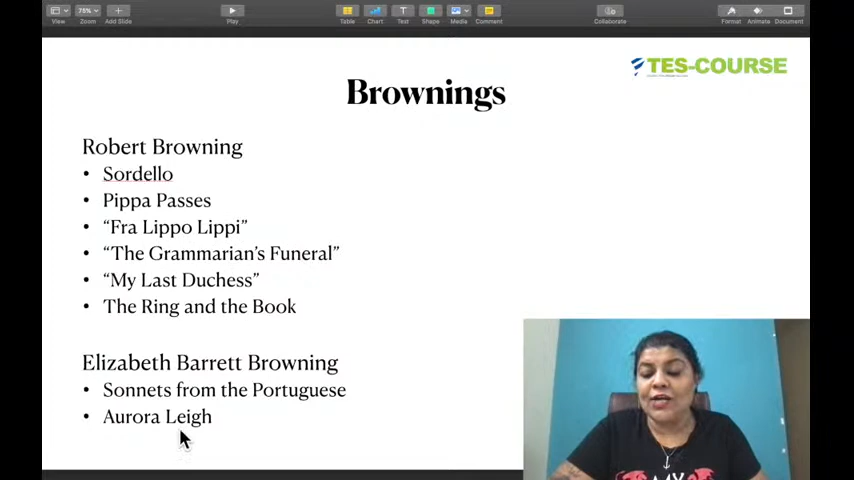 View
75%
Zoom
Add Slide
Play
Table
Chart
Text
Shape
Media
Comment
Collaborate
Format
Animate
Document
TES-COURSE
Brownings
Robert Browning
• Sordello
• Pippa Passes
• “Fra Lippo Lippi”
• “The Grammarian’s Funeral”
• “My Last Duchess”
• The Ring and the Book
Elizabeth Barrett Browning
• Sonnets from the Portuguese
• Aurora Leigh
MY